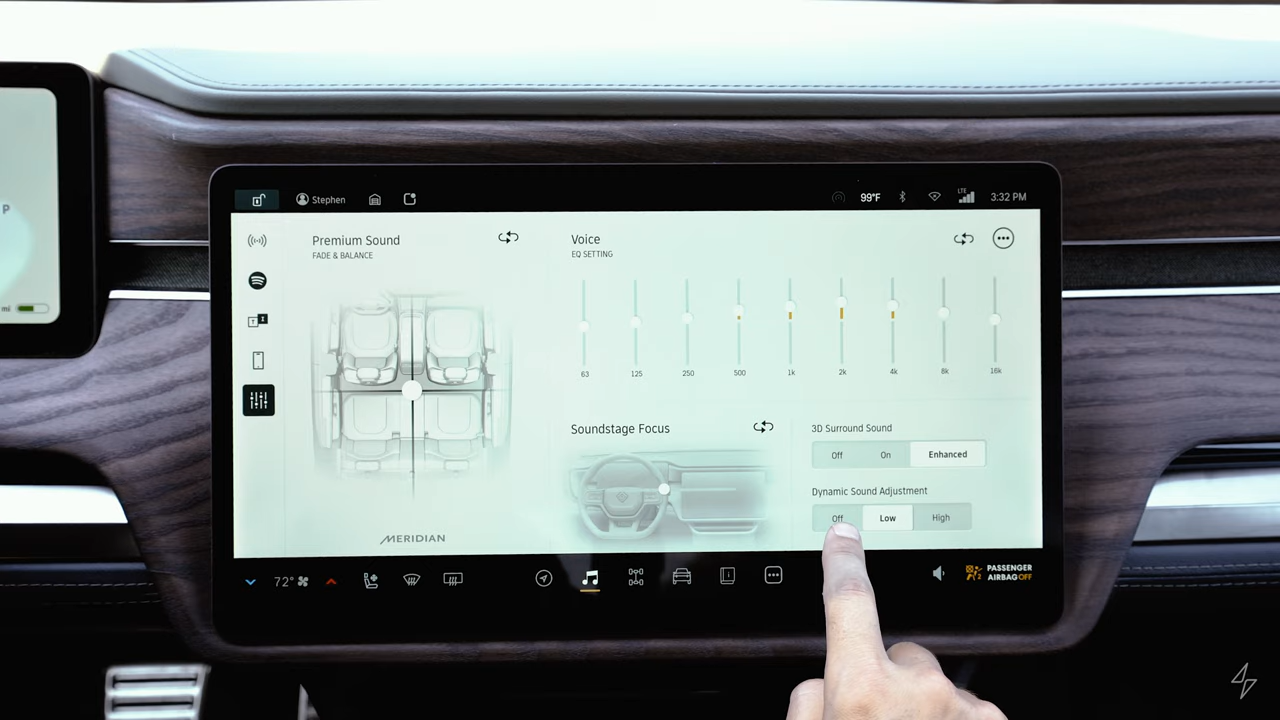 P
mi
Stephen
99°F
LTE
3:32 PM
Premium Sound
FADE & BALANCE
MERIDIAN
Voice
EQ SETTING
63 125 250 500 1k 2k 4k 8k 16k
Soundstage Focus
3D Surround Sound
Off On Enhanced
Dynamic Sound Adjustment
Off Low High
72°
PASSENGER
AIRBAG OFF